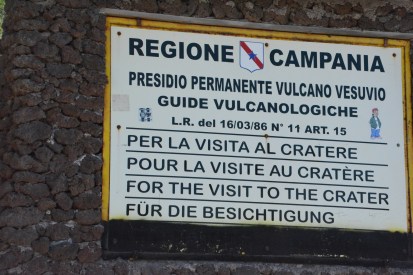 REGIONE CAMPANIA
PRESIDIO PERMANENTE VULCANO VESUVIO
GUIDE VULCANOLOGICHE
L.R. del 16/03/86 N° 11 ART. 15
PER LA VISITA AL CRATERE
POUR LA VISITE AU CRATÈRE
FOR THE VISIT TO THE CRATER
FÜR DIE BESICHTIGUNG